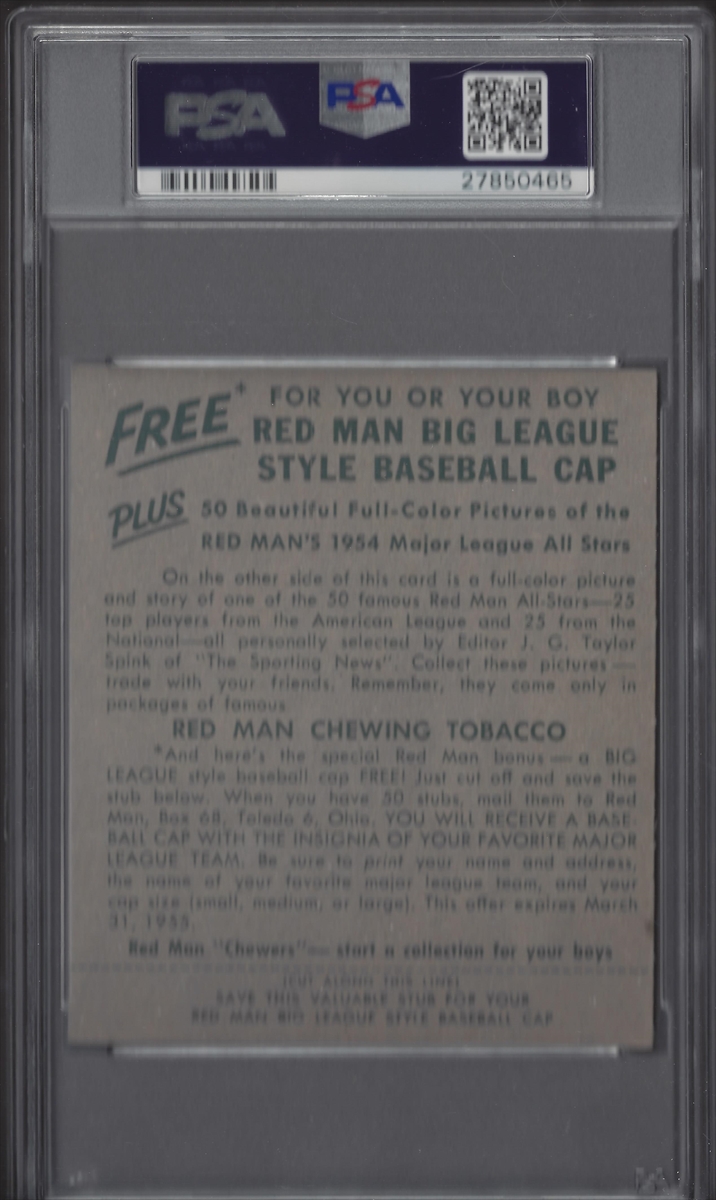 PSA
PSA
27850465
FREE* FOR YOU OR YOUR BOY
RED MAN BIG LEAGUE
STYLE BASEBALL CAP
PLUS 50 Beautiful Full-Color Pictures of the
RED MAN'S 1954 Major League All Stars
On the other side of this card is a full-color picture
and story of one of the 50 famous Red Man All-Stars—25
top players from the American League and 25 from the
National—all personally selected by Editor J. G. Taylor
Spink of "The Sporting News". Collect these pictures—
trade with your friends. Remember, they come only in
packages of famous
RED MAN CHEWING TOBACCO
*And here's the special Red Man bonus—a BIG
LEAGUE style baseball cap FREE! Just cut off and save the
stub below. When you have 50 stubs, mail them to Red
Man, Box 68, Toledo 6, Ohio. YOU WILL RECEIVE A BASE-
BALL CAP WITH THE INSIGNIA OF YOUR FAVORITE MAJOR
LEAGUE TEAM. Be sure to print your name and address,
the name of your favorite major league team, and your
cap size (small, medium, or large). This offer expires March
31, 1955.
Red Man "Chewers"—start a collection for your boys
(CUT ALONG THIS LINE)
SAVE THIS VALUABLE STUB FOR YOUR
RED MAN BIG LEAGUE STYLE BASEBALL CAP